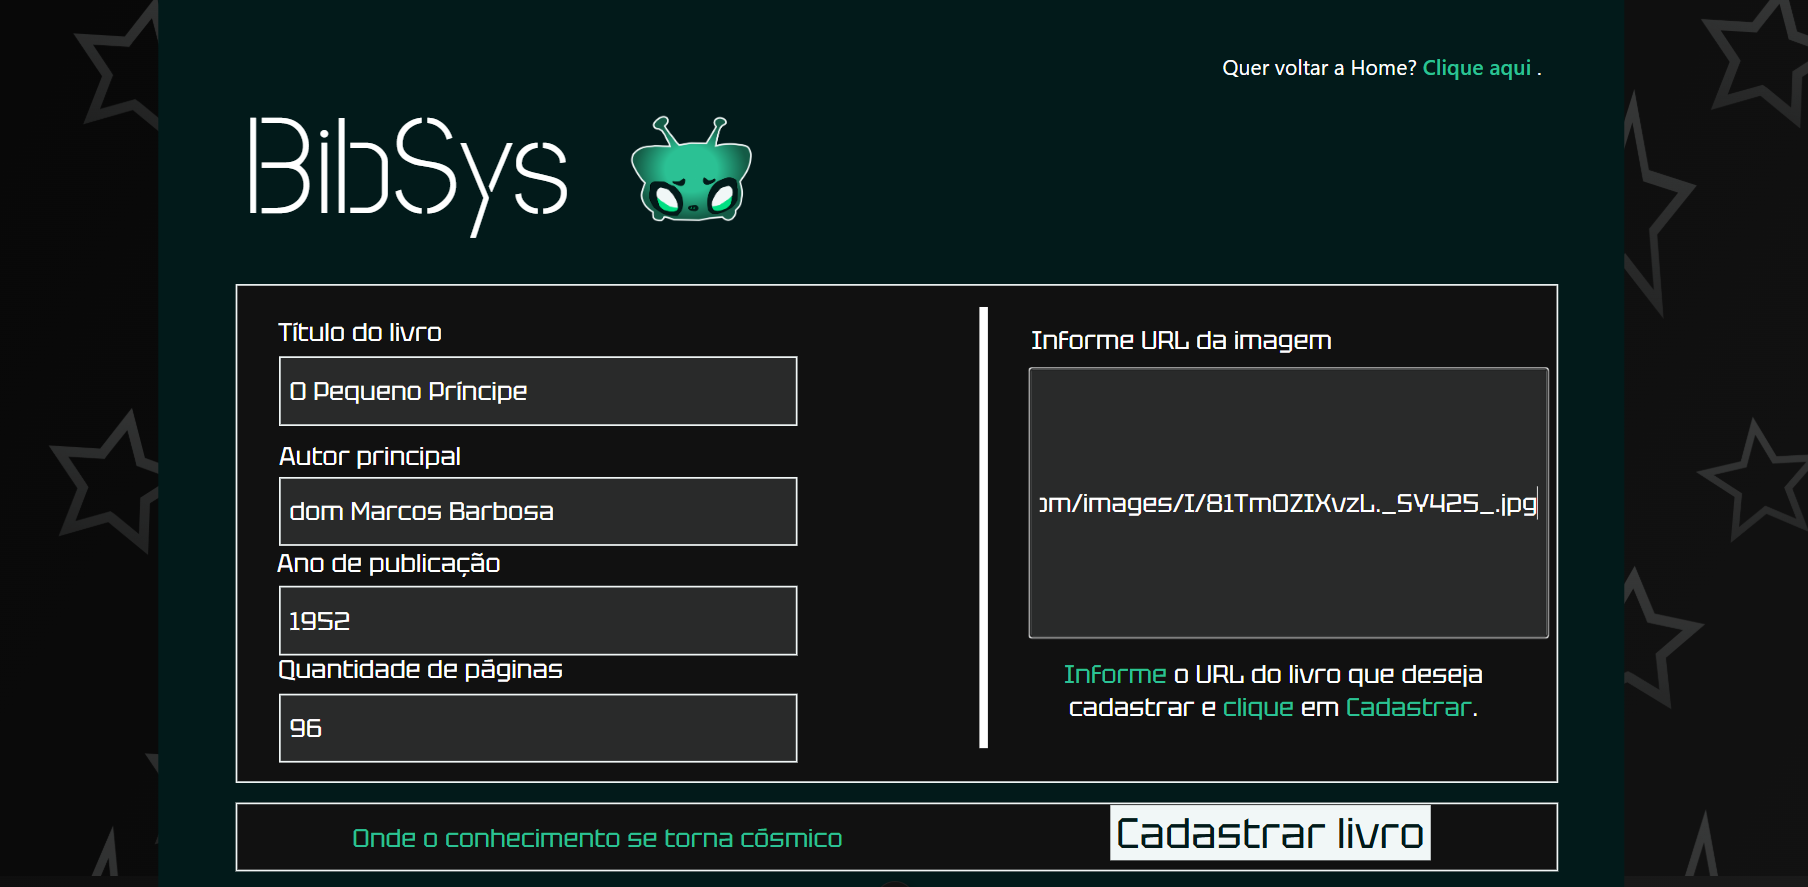 Quer voltar a Home? Clique aqui .
BibSys
Título do livro
O Pequeno Príncipe
Autor principal
dom Marcos Barbosa
Ano de publicação
1952
Quantidade de páginas
96
Informe URL da imagem
om/images/I/81TmOZIXvzL._SY425_.jpg
Informe o URL do livro que deseja
cadastrar e clique em Cadastrar.
Onde o conhecimento se torna cósmico
Cadastrar livro